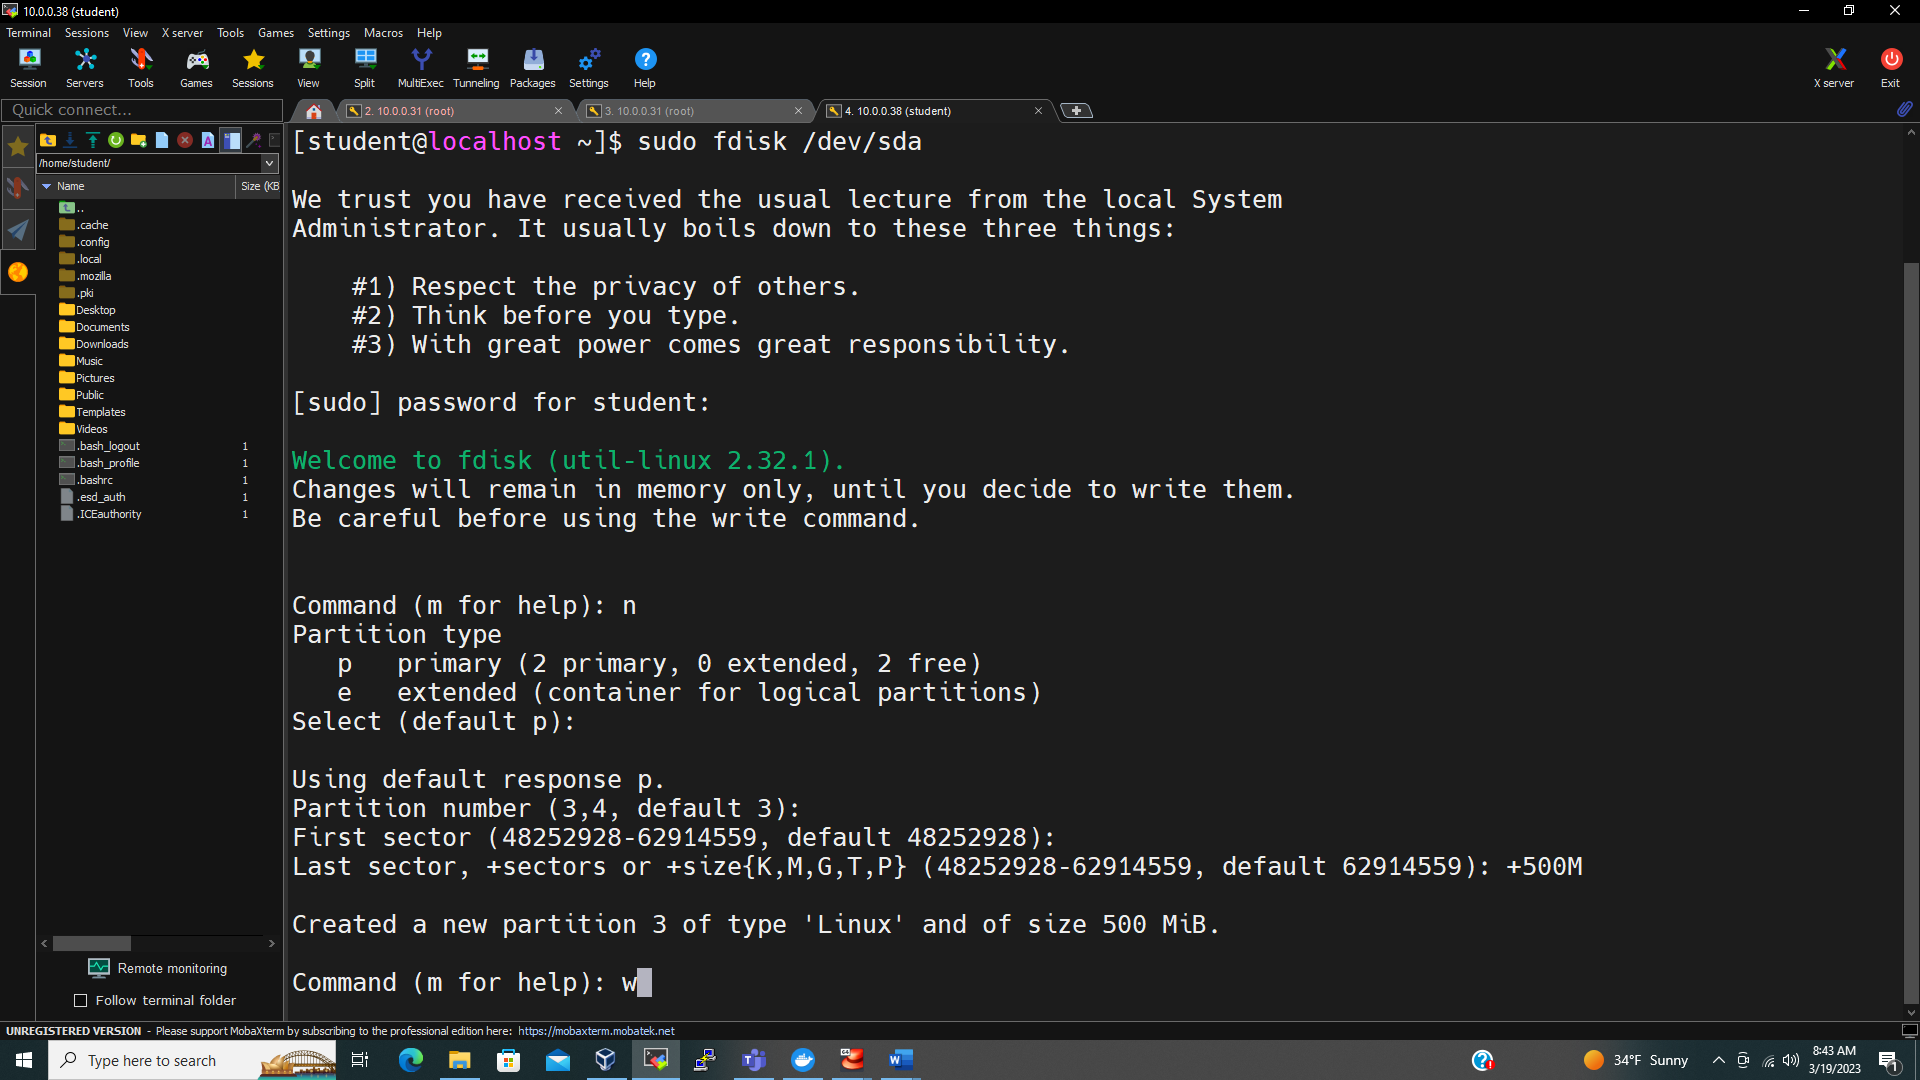 10.0.0.38 (student)
Terminal Sessions View X server Tools Games Settings Macros Help
Session Servers Tools Games Sessions View Split MultiExec Tunneling Packages Settings Help X server Exit
Quick connect...
2. 10.0.0.31 (root)
3. 10.0.0.31 (root)
4. 10.0.0.38 (student)
/home/student/
Name Size (KB
..
.cache
.config
.local
.mozilla
.pki
Desktop
Documents
Downloads
Music
Pictures
Public
Templates
Videos
.bash_logout 1
.bash_profile 1
.bashrc 1
.esd_auth 1
.ICEauthority 1
Remote monitoring
Follow terminal folder
[student@localhost ~]$ sudo fdisk /dev/sda
We trust you have received the usual lecture from the local System
Administrator. It usually boils down to these three things:
#1) Respect the privacy of others.
#2) Think before you type.
#3) With great power comes great responsibility.
[sudo] password for student:
Welcome to fdisk (util-linux 2.32.1).
Changes will remain in memory only, until you decide to write them.
Be careful before using the write command.
Command (m for help): n
Partition type
p primary (2 primary, 0 extended, 2 free)
e extended (container for logical partitions)
Select (default p):
Using default response p.
Partition number (3,4, default 3):
First sector (48252928-62914559, default 48252928):
Last sector, +sectors or +size{K,M,G,T,P} (48252928-62914559, default 62914559): +500M
Created a new partition 3 of type 'Linux' and of size 500 MiB.
Command (m for help): w
UNREGISTERED VERSION - Please support MobaXterm by subscribing to the professional edition here: https://mobaxterm.mobatek.net
Type here to search
34°F Sunny
8:43 AM
3/19/2023
1